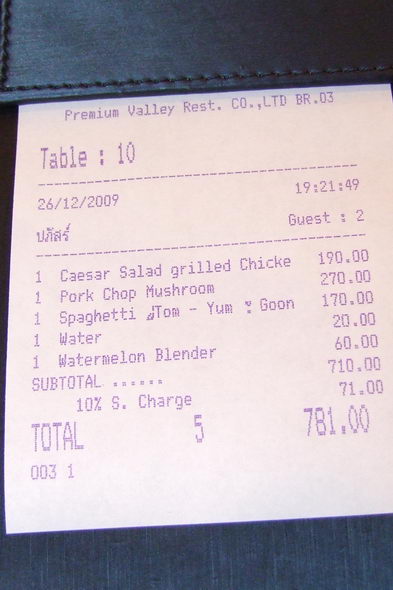 Premium Valley Rest. CO.,LTD BR.03
Table : 10
26/12/2009 19:21:49
ปภัสร์ Guest : 2
1 Caesar Salad grilled Chicke 190.00
1 Pork Chop Mushroom 270.00
1 Spaghetti Tom - Yum Goon 170.00
1 Water 20.00
1 Watermelon Blender 60.00
SUBTOTAL ...... 710.00
10% S. Charge 71.00
TOTAL 5 781.00
003 1